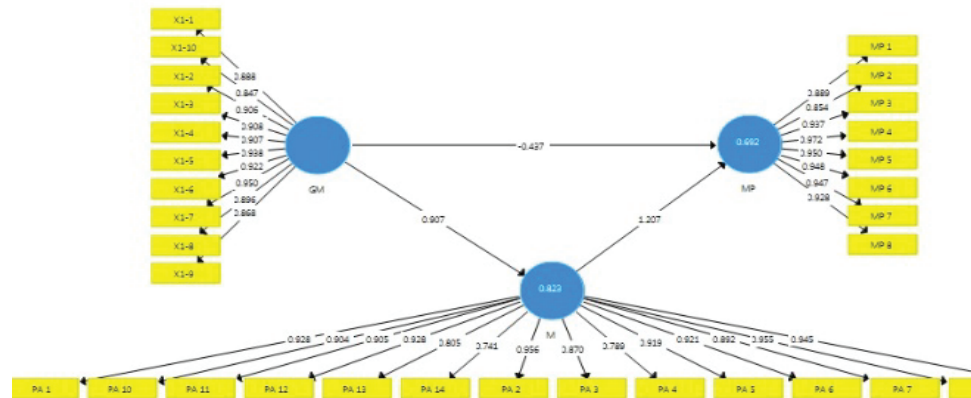 X1-1
X1-10
X1-2
X1-3
X1-4
X1-5
X1-6
X1-7
X1-8
X1-9
0.888
0.847
0.906
0.908
0.907
0.938
0.922
0.950
0.896
0.868
GM
-0.437
0.907
1.207
0.692
MP
0.889
0.854
0.937
0.972
0.950
0.948
0.947
0.928
MP 1
MP 2
MP 3
MP 4
MP 5
MP 6
MP 7
MP 8
0.823
M
0.928
0.904
0.905
0.928
0.805
0.741
0.956
0.870
0.789
0.919
0.921
0.892
0.955
0.945
PA 1
PA 10
PA 11
PA 12
PA 13
PA 14
PA 2
PA 3
PA 4
PA 5
PA 6
PA 7